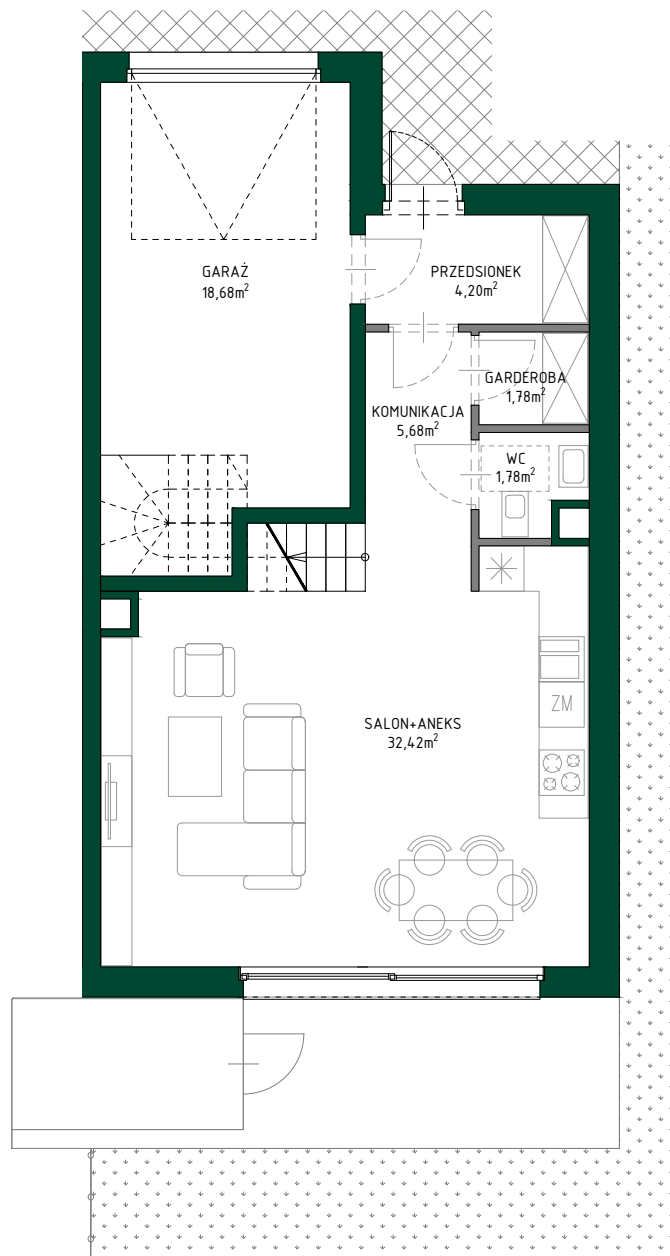 GARAŻ
18,68m²
PRZEDSIONEK
4,20m²
GARDEROBA
1,78m²
KOMUNIKACJA
5,68m²
WC
1,78m²
ZM
SALON+ANEKS
32,42m²